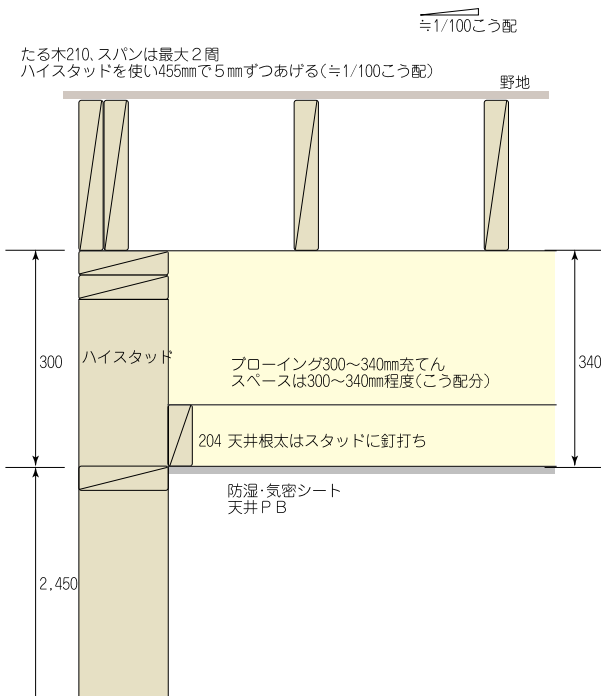 ≒1/100こう配
たる木210、スパンは最大２間
ハイスタッドを使い455㎜で５㎜ずつあげる（≒1/100こう配）
野地
300
ハイスタッド
ブローイング300～340㎜充てん
スペースは300～340㎜程度（こう配分）
340
204 天井根太はスタッドに釘打ち
防湿・気密シート
天井ＰＢ
2,450